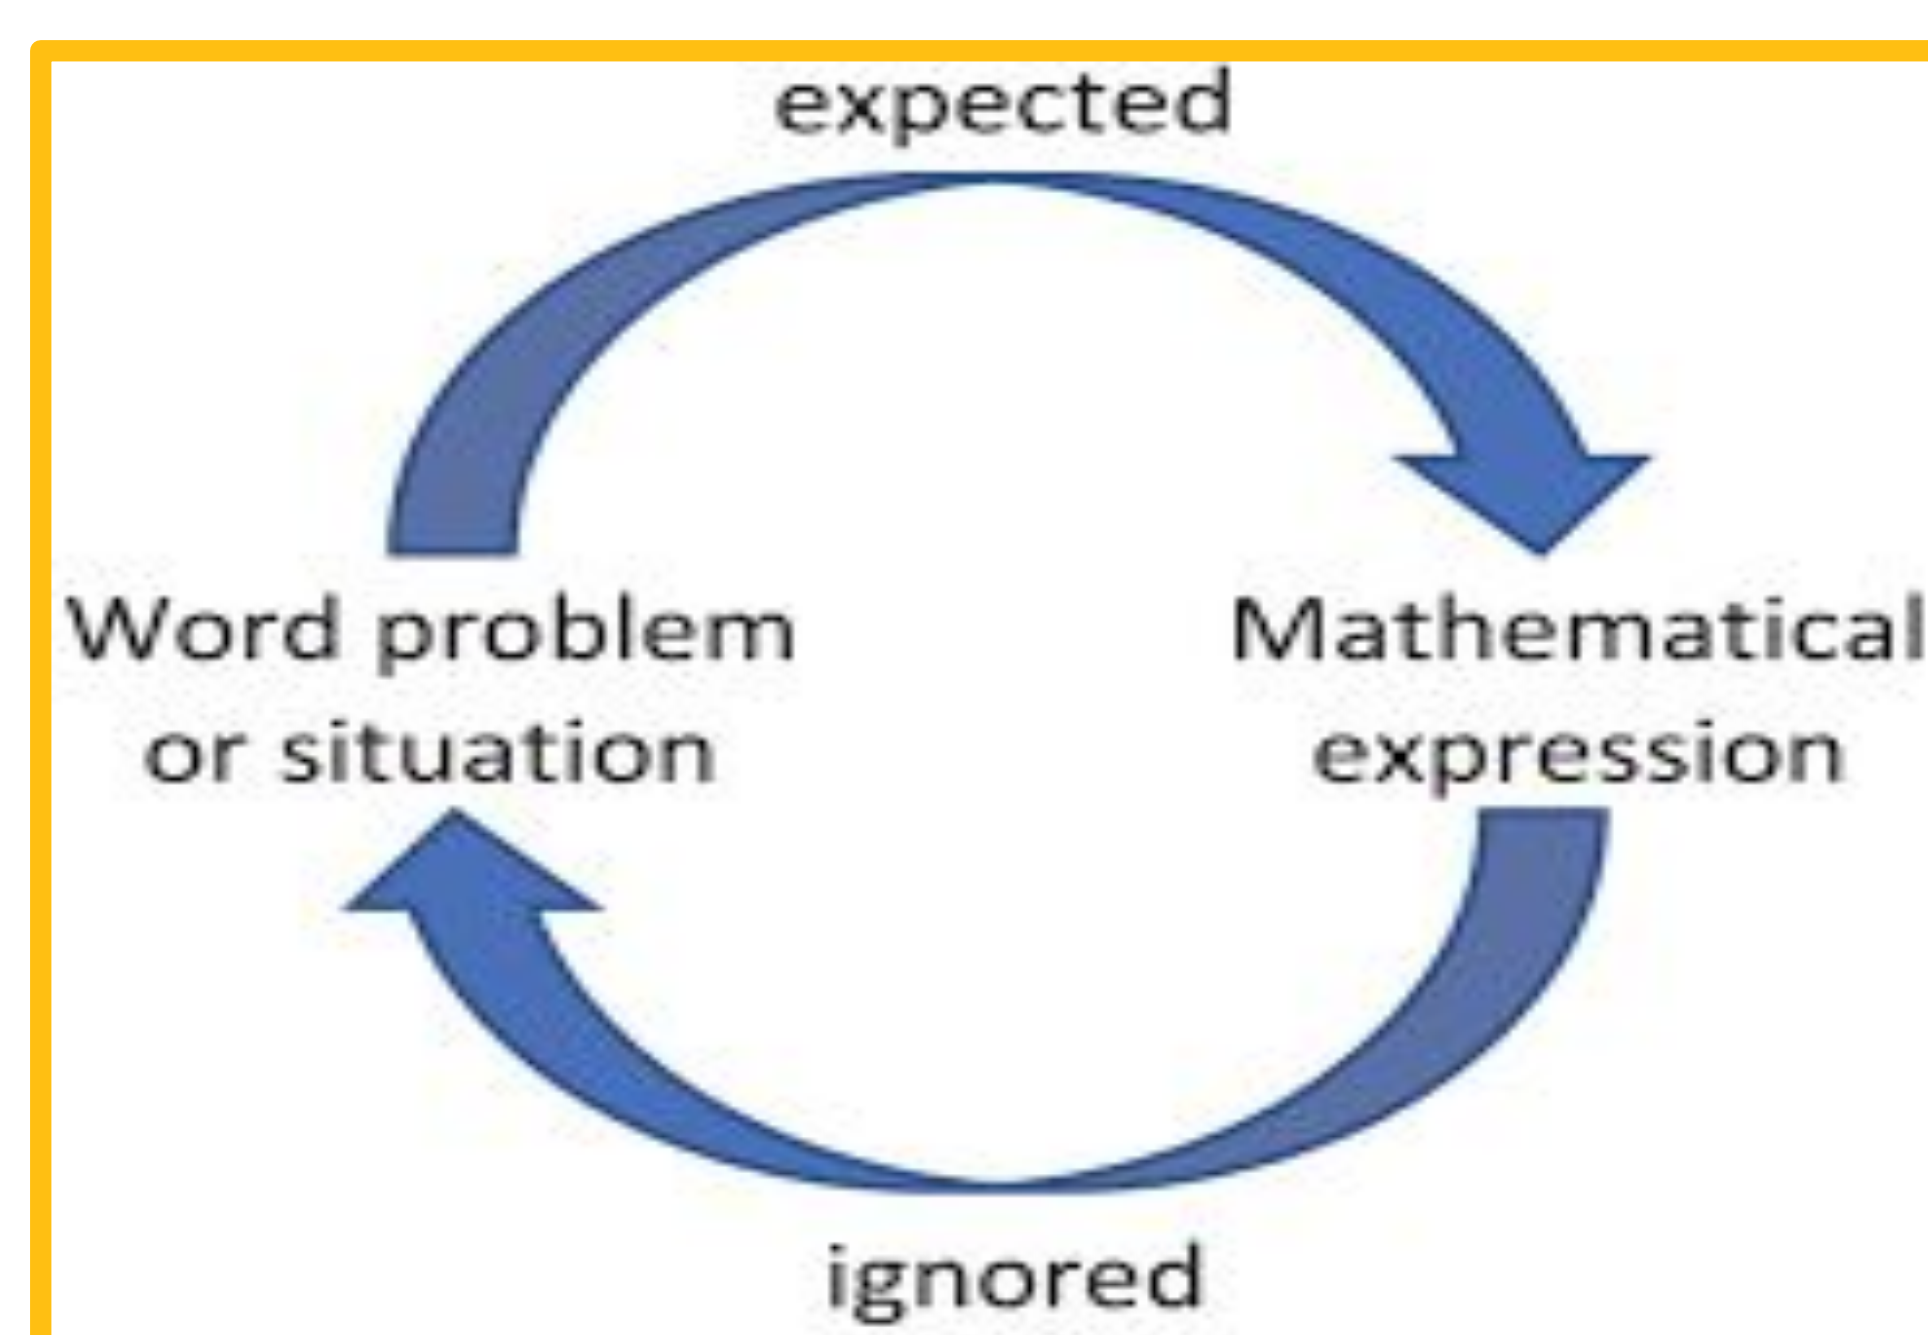 expected
Word problem
or situation
Mathematical
expression
ignored